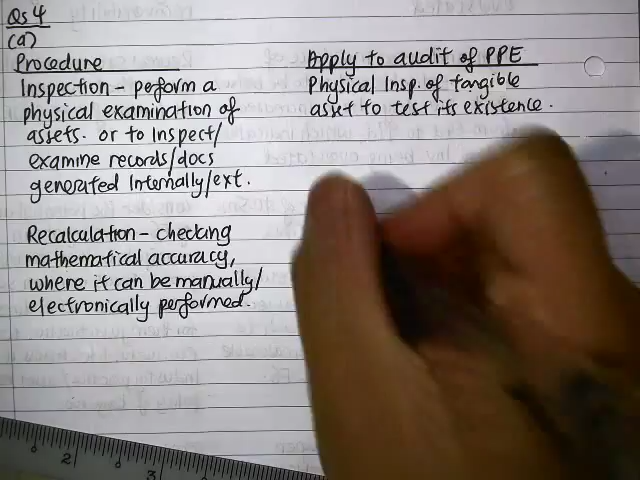 Qs 4
(a)
Procedure
Inspection - perform a
physical examination of
assets. or to Inspect/
examine records/docs
generated Internally/ext.
Recalculation - checking
mathematical accuracy,
where it can be manually/
electronically performed.
Apply to audit of PPE
Physical Insp. of tangible
asset to test its existence.
2
3